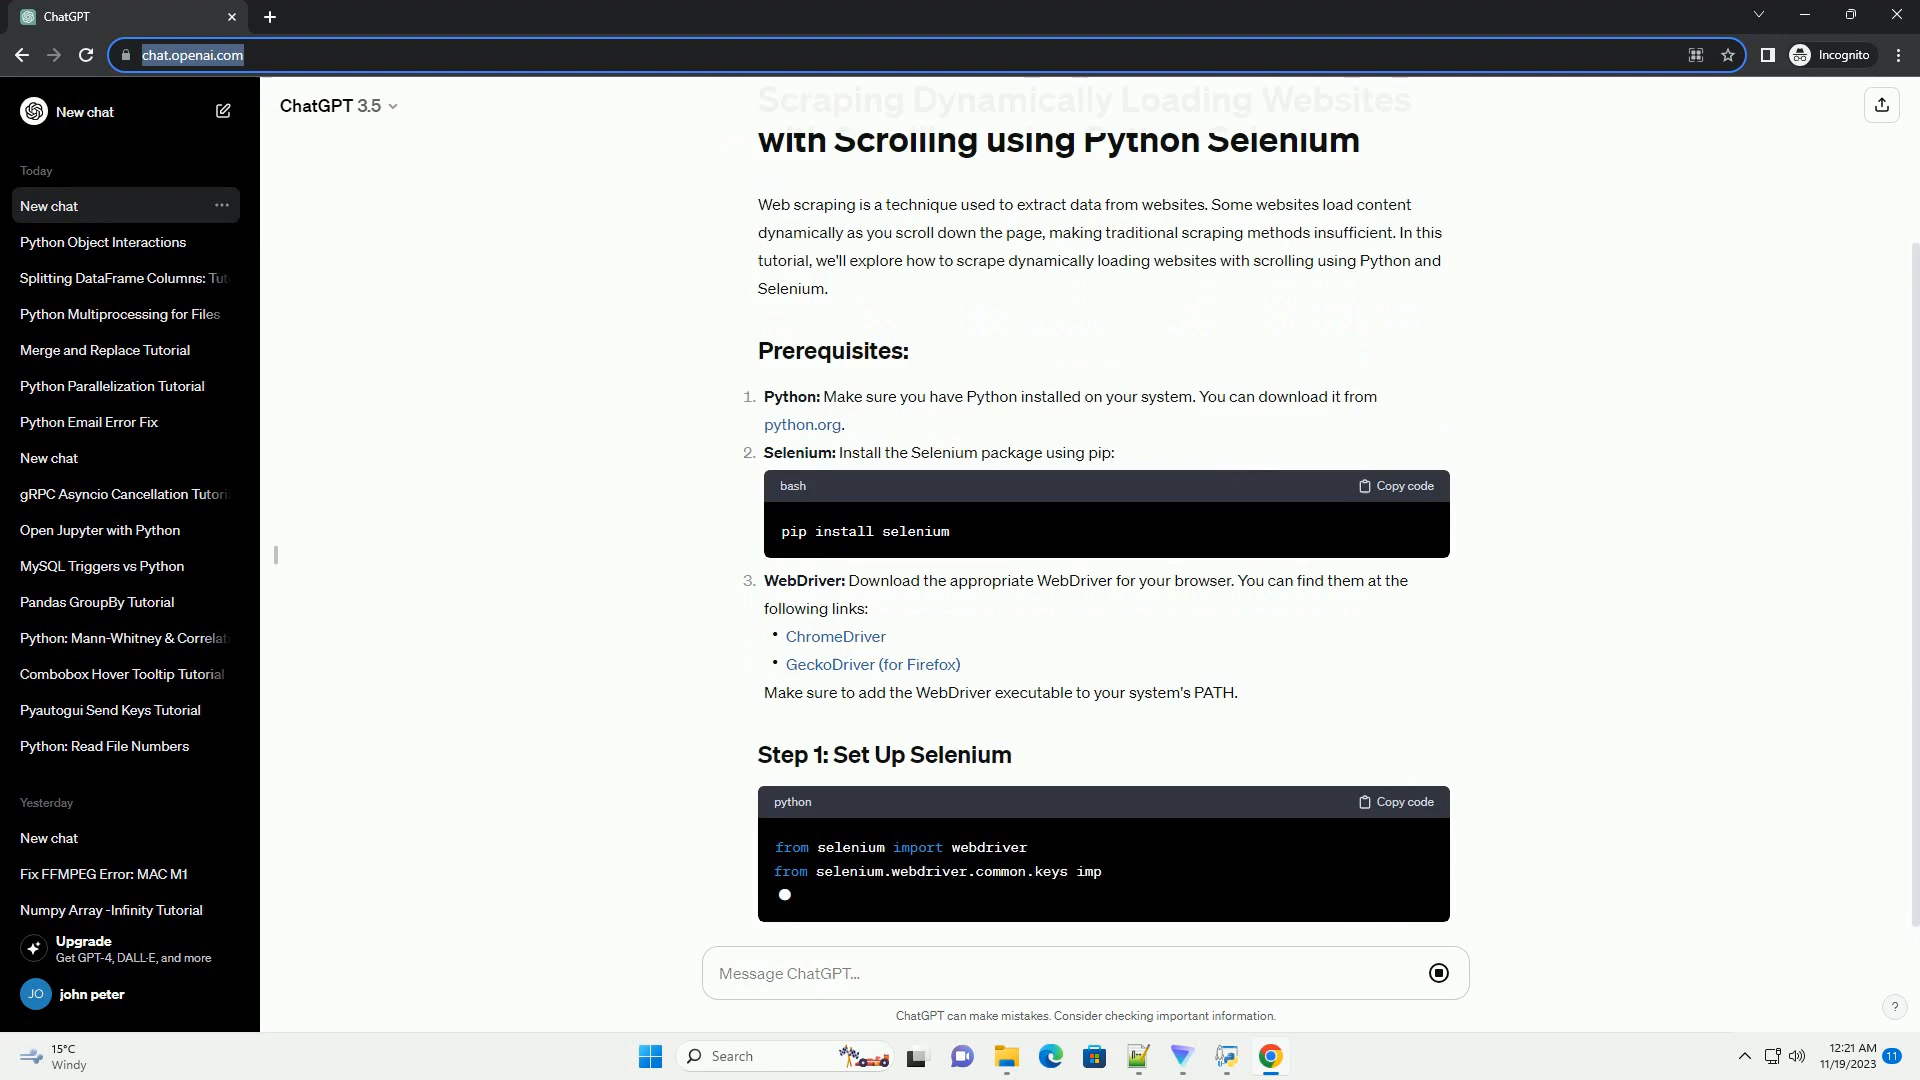 ChatGPT
chat.openai.com
Incognito
New chat
Today
New chat
Python Object Interactions
Splitting DataFrame Columns: Tut
Python Multiprocessing for Files
Merge and Replace Tutorial
Python Parallelization Tutorial
Python Email Error Fix
New chat
gRPC Asyncio Cancellation Tutori
Open Jupyter with Python
MySQL Triggers vs Python
Pandas GroupBy Tutorial
Python: Mann-Whitney & Correlati
Combobox Hover Tooltip Tutorial
Pyautogui Send Keys Tutorial
Python: Read File Numbers
Yesterday
New chat
Fix FFMPEG Error: MAC M1
Numpy Array -Infinity Tutorial
Upgrade
Get GPT-4, DALL·E, and more
JO john peter
ChatGPT 3.5
Scraping Dynamically Loading Websites
with Scrolling using Python Selenium
Web scraping is a technique used to extract data from websites. Some websites load content
dynamically as you scroll down the page, making traditional scraping methods insufficient. In this
tutorial, we'll explore how to scrape dynamically loading websites with scrolling using Python and
Selenium.
Prerequisites:
1. Python: Make sure you have Python installed on your system. You can download it from
python.org.
2. Selenium: Install the Selenium package using pip:
bash Copy code
pip install selenium
3. WebDriver: Download the appropriate WebDriver for your browser. You can find them at the
following links:
• ChromeDriver
• GeckoDriver (for Firefox)
Make sure to add the WebDriver executable to your system's PATH.
Step 1: Set Up Selenium
python Copy code
from selenium import webdriver
from selenium.webdriver.common.keys imp
Message ChatGPT...
ChatGPT can make mistakes. Consider checking important information.
?
15°C
Windy
Search
12:21 AM
11/19/2023
11